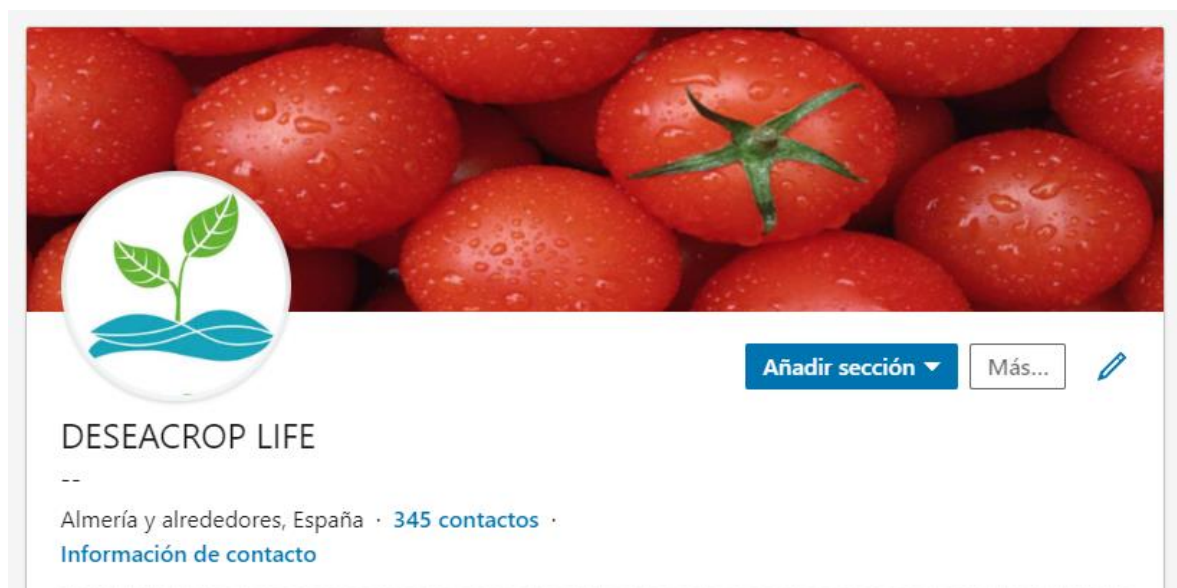 Añadir sección
Más...
DESEACROP LIFE
--
Almería y alrededores, España · 345 contactos ·
Información de contacto